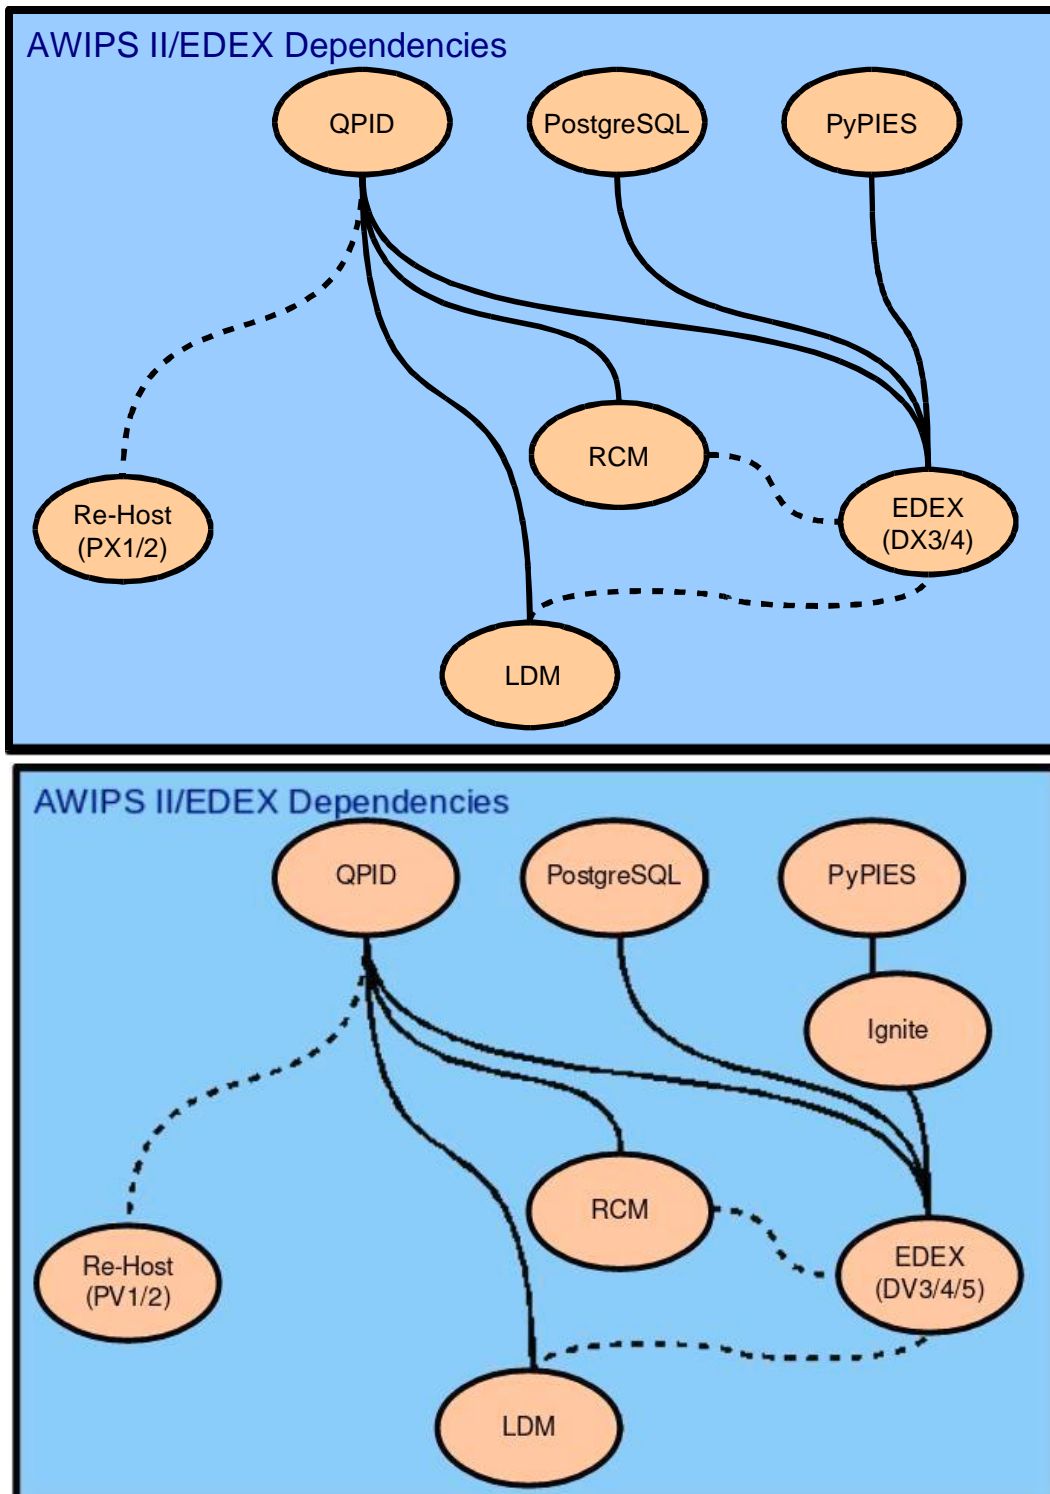 AWIPS II/EDEX Dependencies
QPID
PostgreSQL
PyPIES
RCM
Re-Host
(PX1/2)
EDEX
(DX3/4)
LDM
AWIPS II/EDEX Dependencies
QPID
PostgreSQL
PyPIES
Ignite
RCM
Re-Host
(PV1/2)
EDEX
(DV3/4/5)
LDM